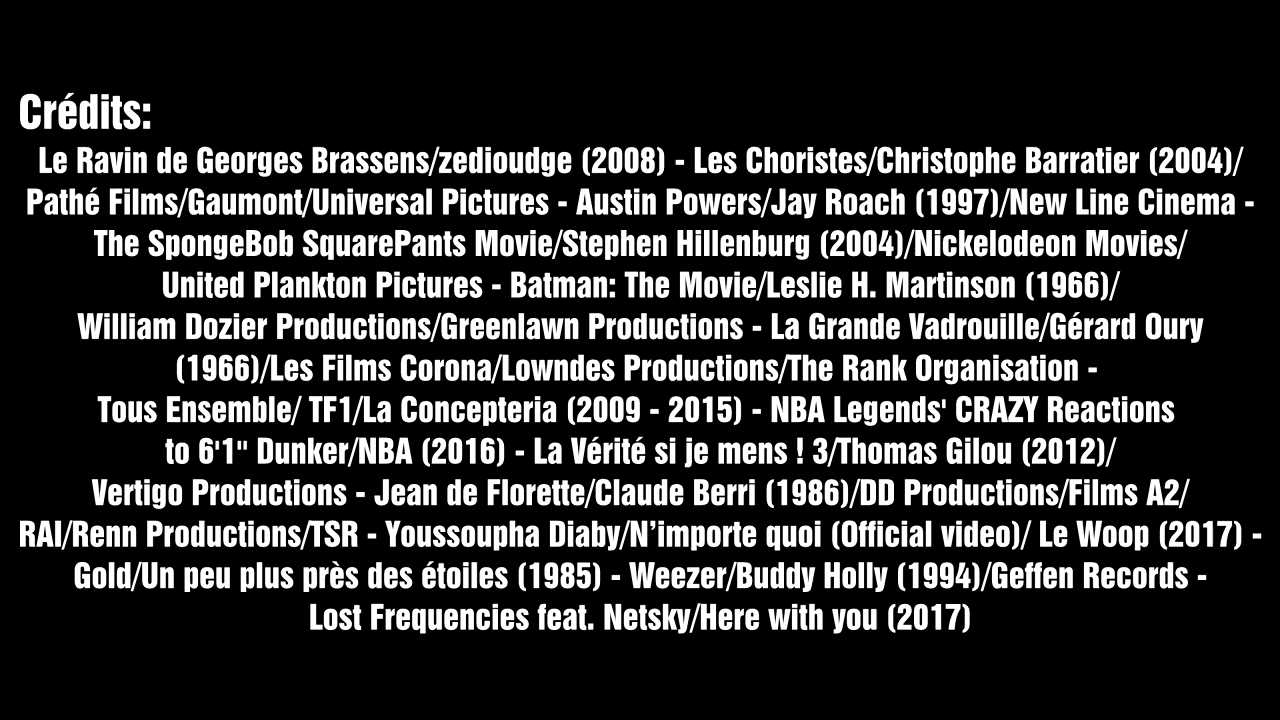 Crédits:
Le Ravin de Georges Brassens/zedioudge (2008) - Les Choristes/Christophe Barratier (2004)/
Pathé Films/Gaumont/Universal Pictures - Austin Powers/Jay Roach (1997)/New Line Cinema -
The SpongeBob SquarePants Movie/Stephen Hillenburg (2004)/Nickelodeon Movies/
United Plankton Pictures - Batman: The Movie/Leslie H. Martinson (1966)/
William Dozier Productions/Greenlawn Productions - La Grande Vadrouille/Gérard Oury
(1966)/Les Films Corona/Lowndes Productions/The Rank Organisation -
Tous Ensemble/ TF1/La Concepteria (2009 - 2015) - NBA Legends' CRAZY Reactions
to 6'1" Dunker/NBA (2016) - La Vérité si je mens ! 3/Thomas Gilou (2012)/
Vertigo Productions - Jean de Florette/Claude Berri (1986)/DD Productions/Films A2/
RAI/Renn Productions/TSR - Youssoupha Diaby/N’importe quoi (Official video)/ Le Woop (2017) -
Gold/Un peu plus près des étoiles (1985) - Weezer/Buddy Holly (1994)/Geffen Records -
Lost Frequencies feat. Netsky/Here with you (2017)